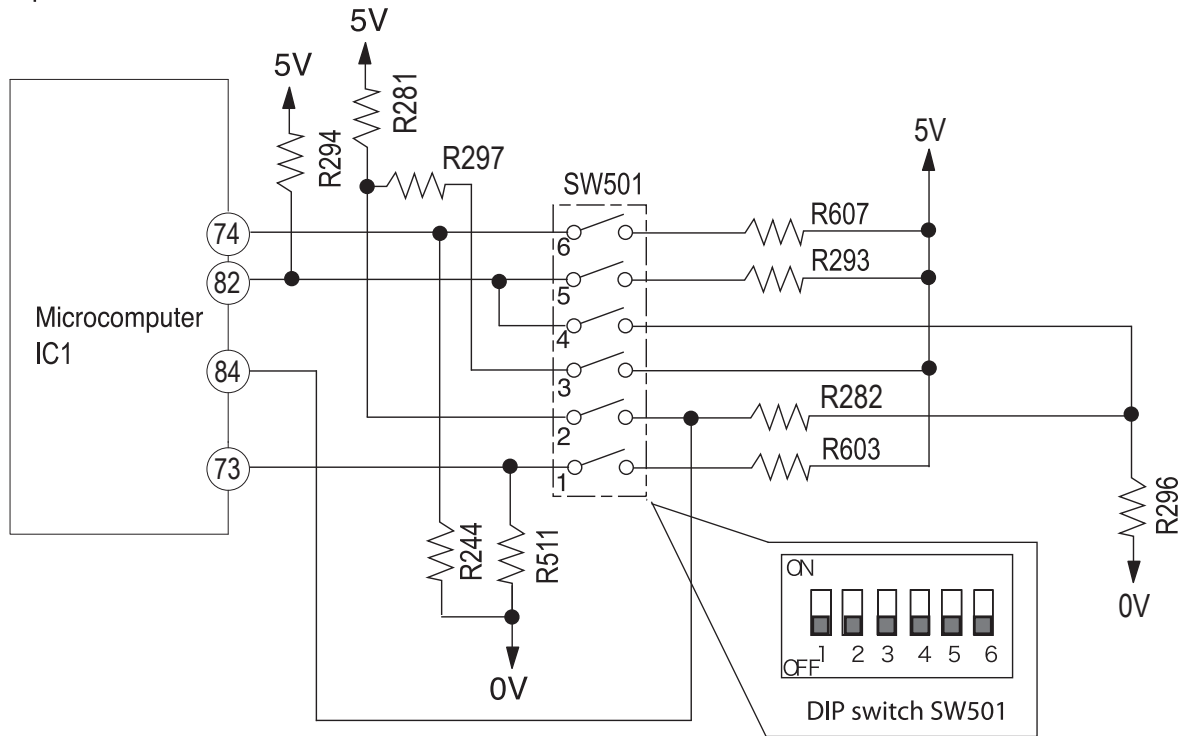 5V
5V
R281
R294
R297
5V
SW501
R607
74
6
R293
82
5
Microcomputer
IC1
4
84
3
R282
2
R603
73
1
R296
R244
R511
ON
0V
1 2 3 4 5 6
OFF
0V
DIP switch SW501